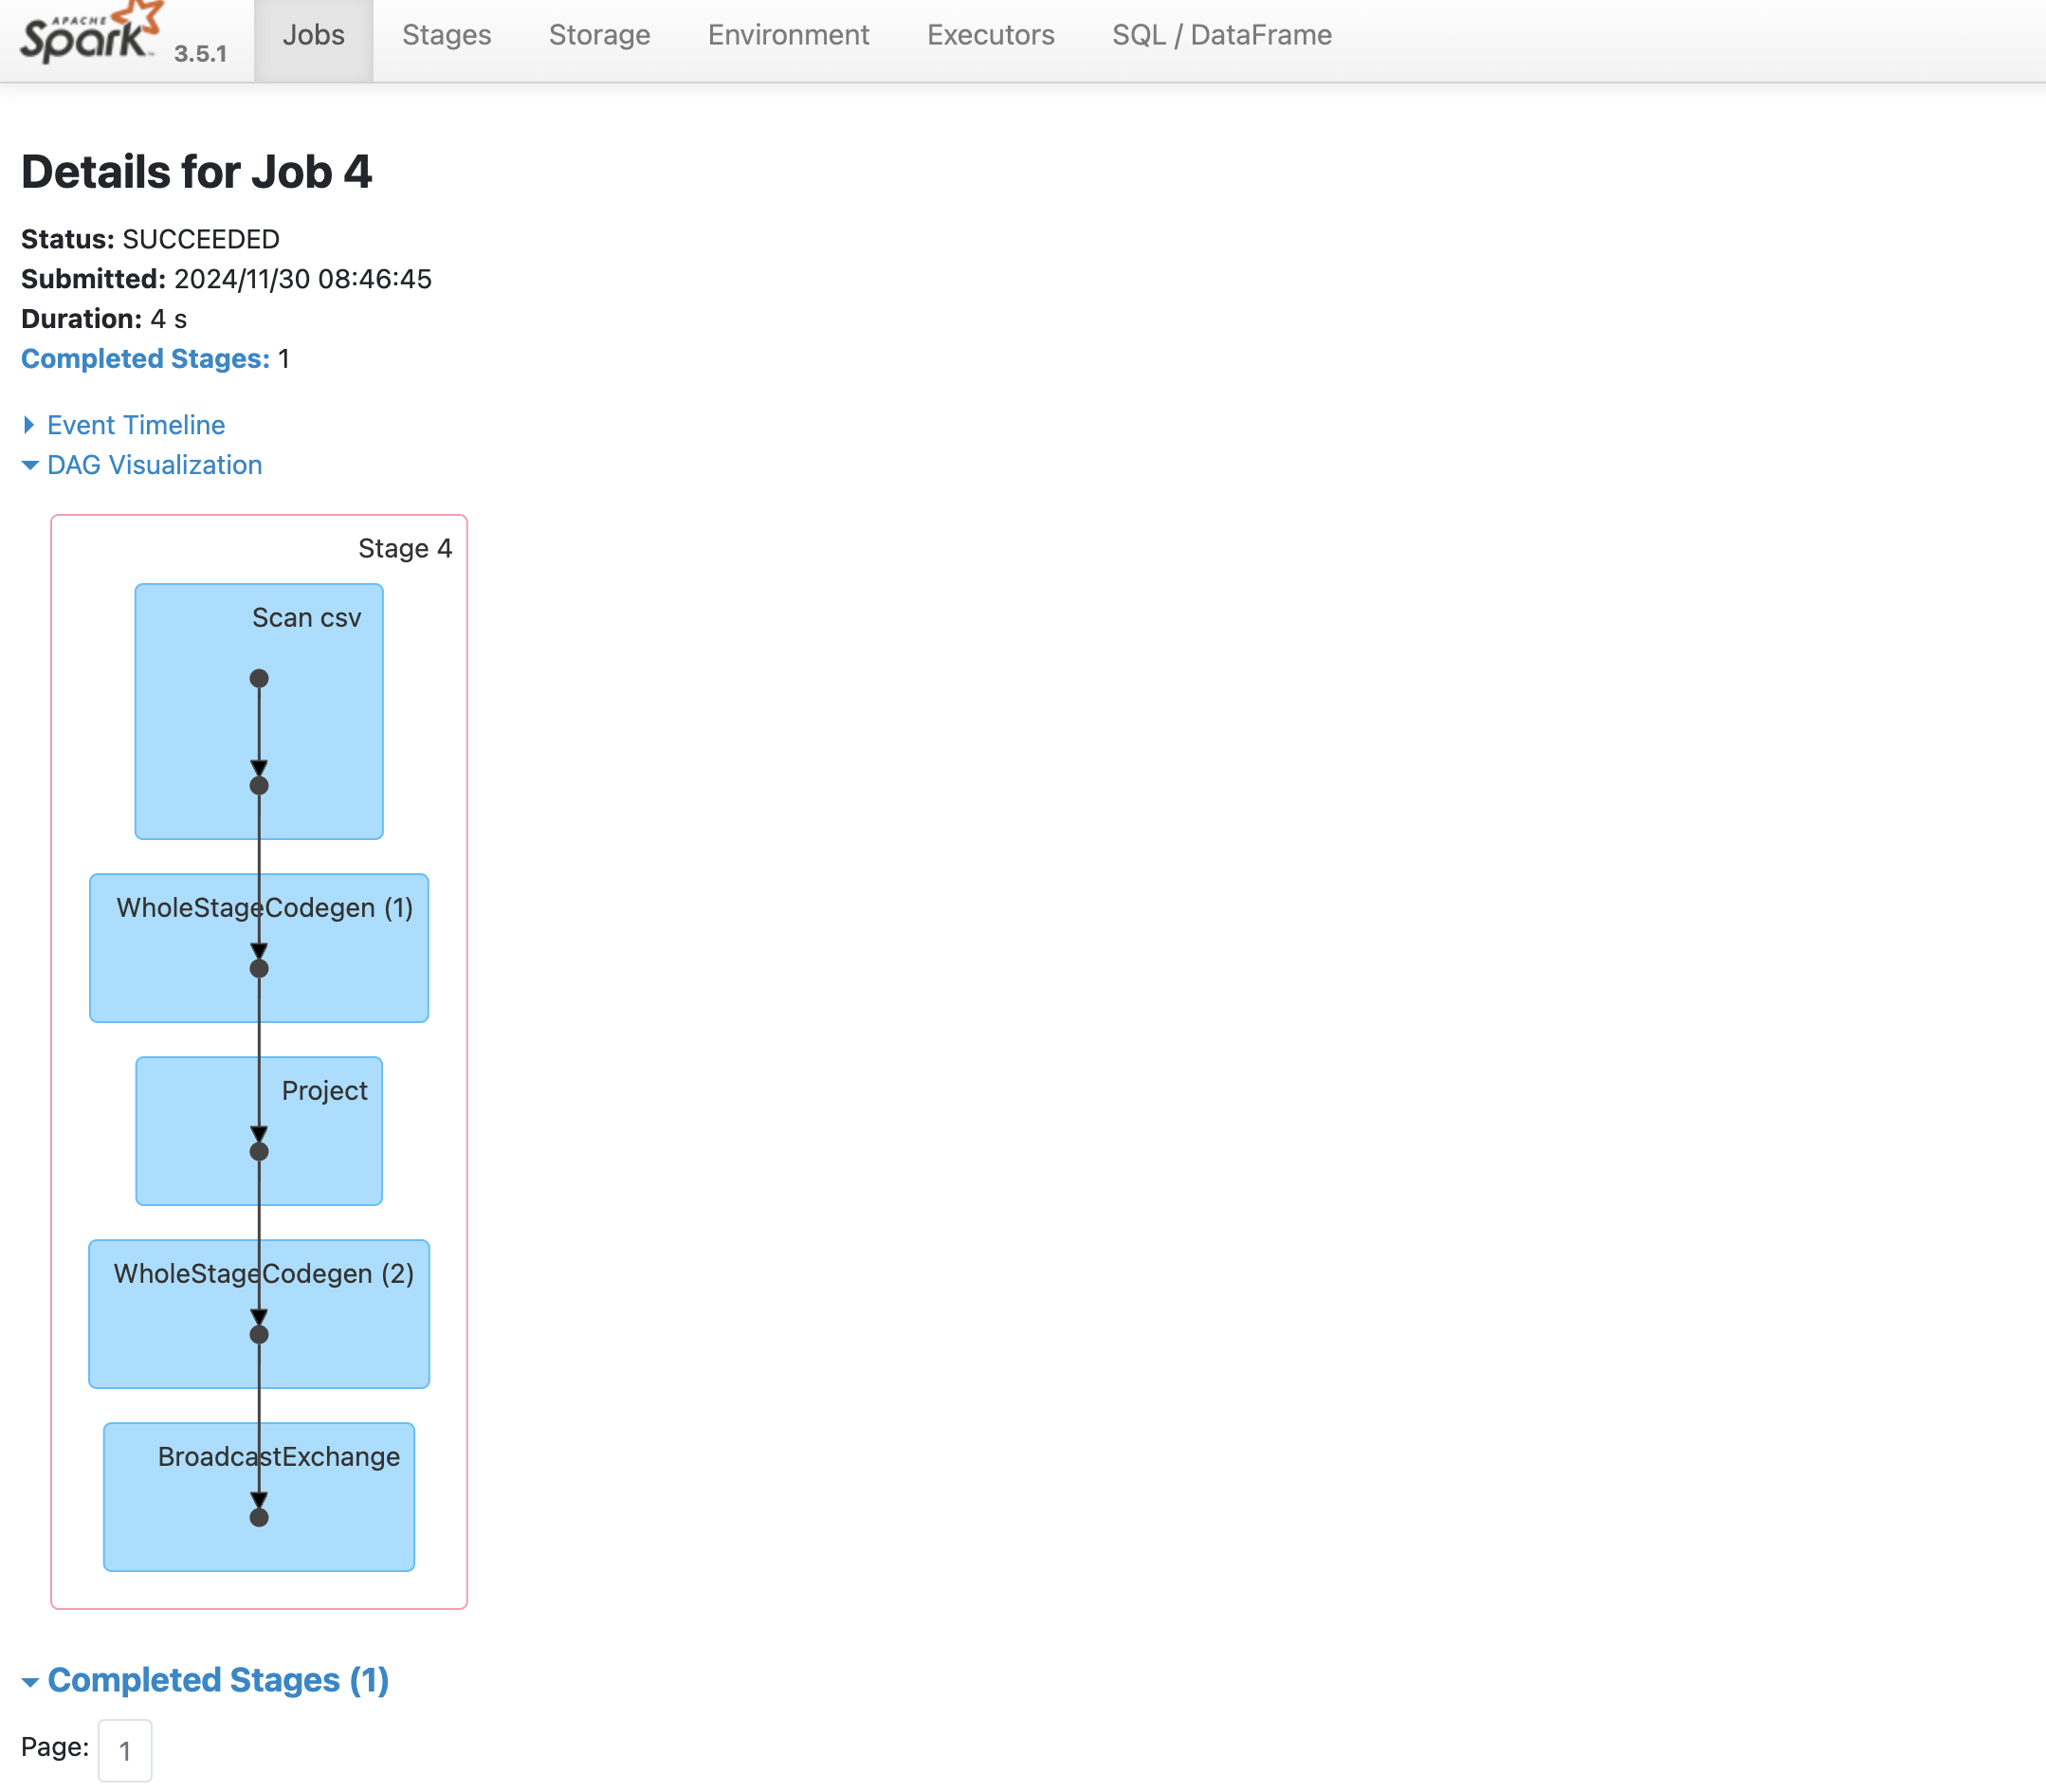 APACHE
Spark 3.5.1 Jobs Stages Storage Environment Executors SQL / DataFrame
Details for Job 4
Status: SUCCEEDED
Submitted: 2024/11/30 08:46:45
Duration: 4 s
Completed Stages: 1
Event Timeline
DAG Visualization
Stage 4
Scan csv
WholeStageCodegen (1)
Project
WholeStageCodegen (2)
BroadcastExchange
Completed Stages (1)
Page: 1